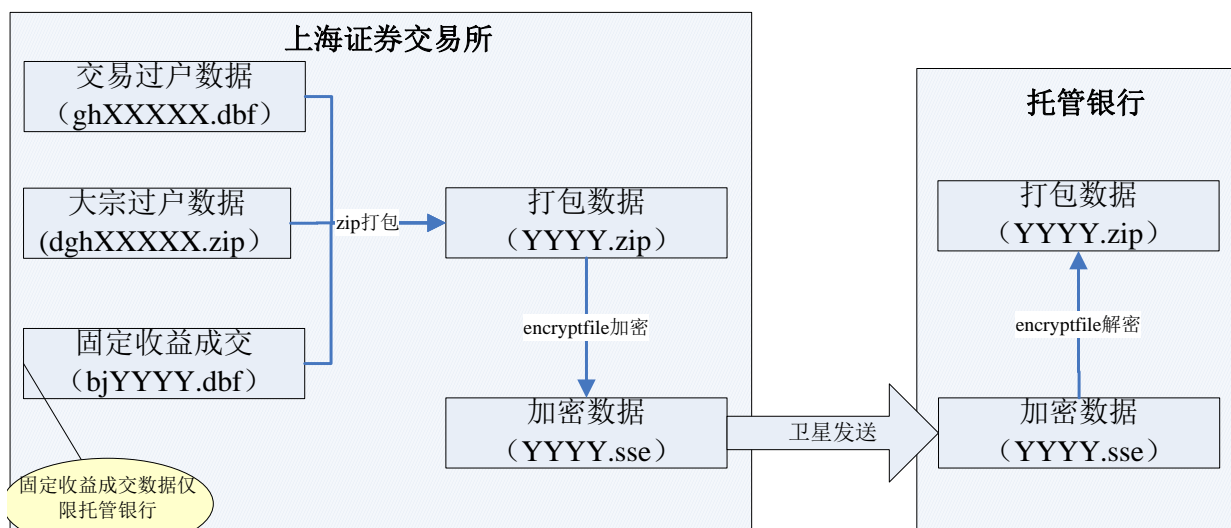 上海证券交易所
交易过户数据
（ghXXXXX.dbf）
大宗过户数据
(dghXXXXX.zip）
固定收益成交
（bjYYYY.dbf）
固定收益成交数据仅
限托管银行
zip打包
打包数据
（YYYY.zip）
encryptfile加密
加密数据
（YYYY.sse）
卫星发送
托管银行
打包数据
（YYYY.zip）
encryptfile解密
加密数据
（YYYY.sse）